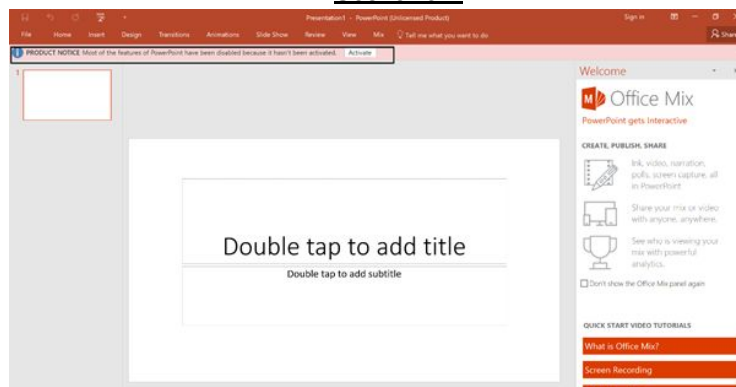 Presentation1 - PowerPoint (Unlicensed Product)
Sign in
File Home Insert Design Transitions Animations Slide Show Review View Mix Tell me what you want to do
Share
PRODUCT NOTICE Most of the features of PowerPoint have been disabled because it hasn't been activated. Activate
1
Welcome
Office Mix
PowerPoint gets Interactive
CREATE, PUBLISH, SHARE
Ink, video, narration,
polls, screen capture, all
in PowerPoint
Share your mix or video
with anyone, anywhere.
See who is viewing your
mix with powerful
analytics.
Don't show the Office Mix panel again
QUICK START VIDEO TUTORIALS
What is Office Mix?
Screen Recording
Double tap to add title
Double tap to add subtitle